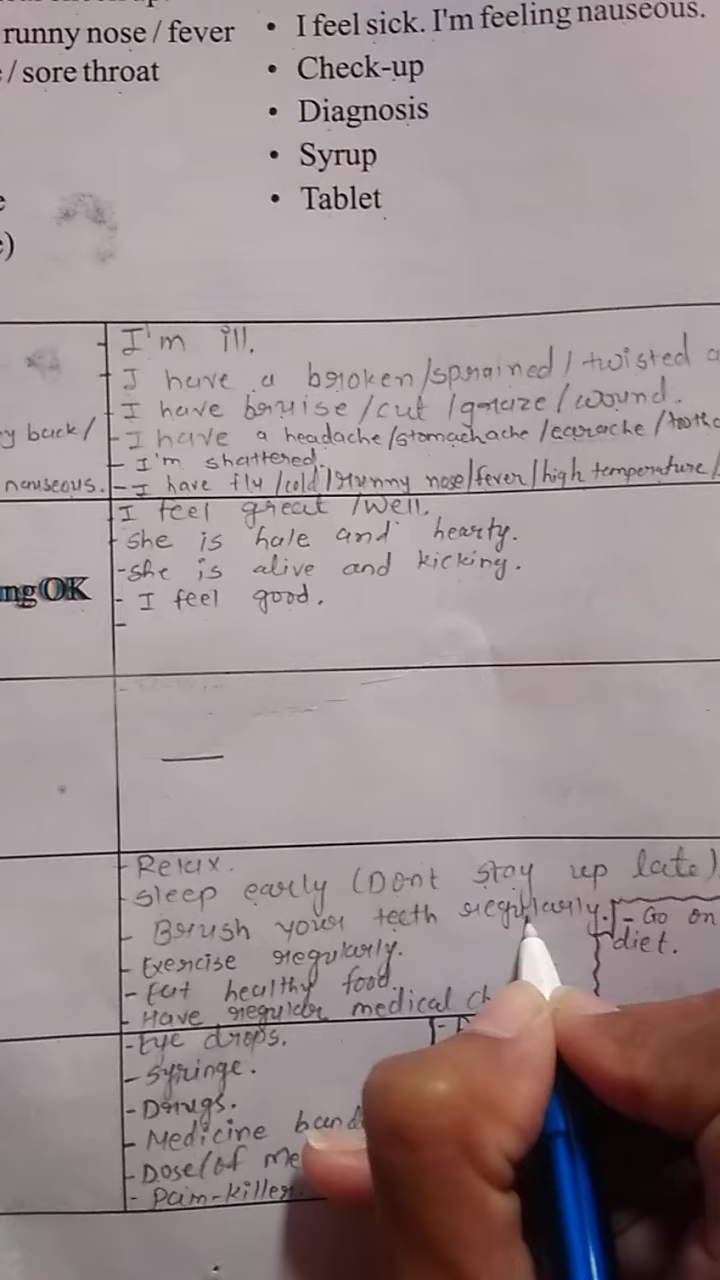 runny nose / fever
• I feel sick. I'm feeling nauseous.
/ sore throat
• Check-up
• Diagnosis
• Syrup
• Tablet
I'm ill.
I have a broken/sprained/twisted a
I have bruise/cut/graze/wound.
y back/
- I have a headache/stomachache/earache/tootha
- I'm shattered.
nauseous.
- I have flu/cold/runny nose/fever/high temperature/
I feel great /well.
- she is hale and hearty.
- she is alive and kicking.
ng OK
- I feel good.
-
—
- Relax.
- Sleep early (Dont stay up late)
- Brush your teeth regularly.
- Go on
diet.
- Exercise regularly.
- Eat healthy food.
- Have regular medical ch
- Eye drops.
- Syringe.
- Drugs.
- Medicine band
- Dose/of me
- Pain-killer.